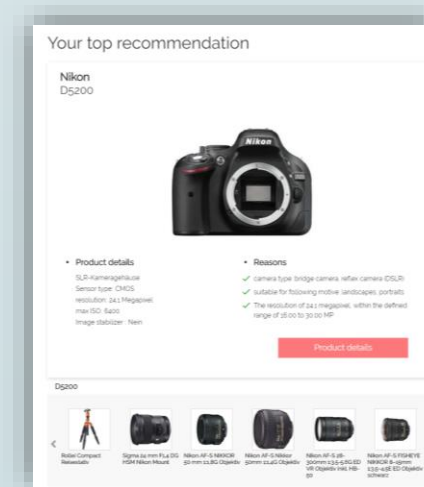 Your top recommendation
Nikon
D5200
Nikon
• Product details
SLR-Kameragehäuse
Sensor type: CMOS
resolution: 24.1 Megapixel
max ISO: 6400
Image stabilizer : Nein
• Reasons
camera type: bridge camera, reflex camera (DSLR)
suitable for following motive: landscapes, portraits
The resolution of 24.1 megapixel, within the defined
range of 16.00 to 30.00 MP
Product details
D5200
Rollei Compact
Reisestativ
Sigma 24 mm F1,4 DG
HSM Nikon Mount
Nikon AF-S NIKKOR
50 mm 1:1,8G Objektiv
Nikon AF-S Nikkor
50mm 1:1,4G Objektiv
Nikon AF-S 28-
300mm 1:3,5-5,6G ED
VR Objektiv inkl. HB-
50
Nikon AF-S FISHEYE
NIKKOR 8-15mm
1:3,5-4,5E ED Objektiv
schwarz